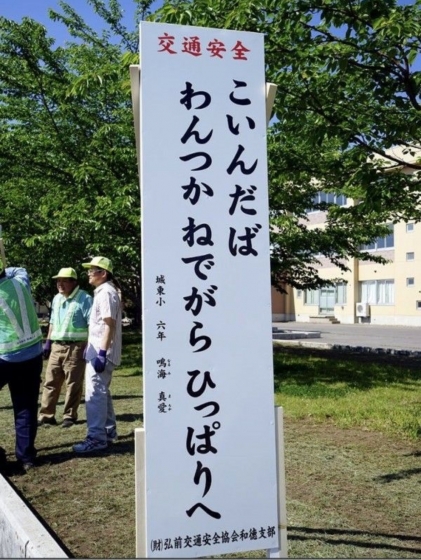 交通安全
こいんだば
わんつか ねでがら ひっぱりへ
城東小 六年 鳴海 真愛
(財)弘前交通安全協会和徳支部